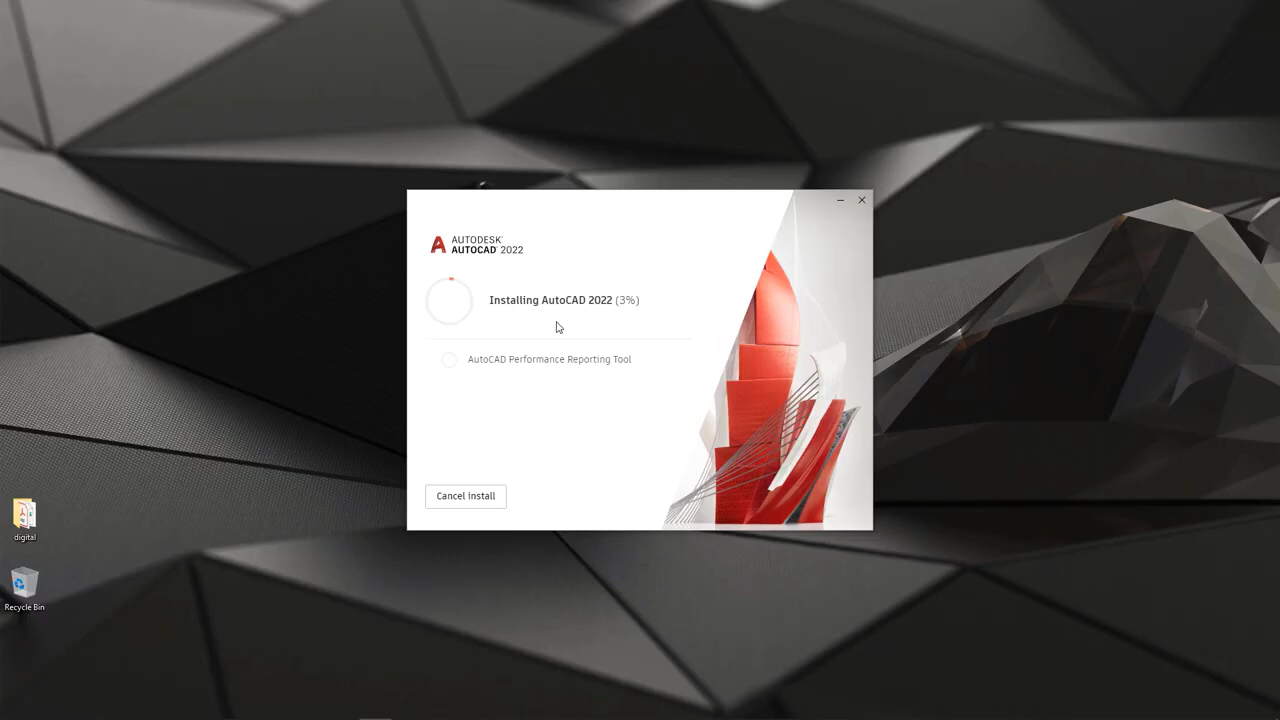 AUTODESK
AUTOCAD 2022
Installing AutoCAD 2022 (3%)
AutoCAD Performance Reporting Tool
Cancel install
digital
Recycle Bin